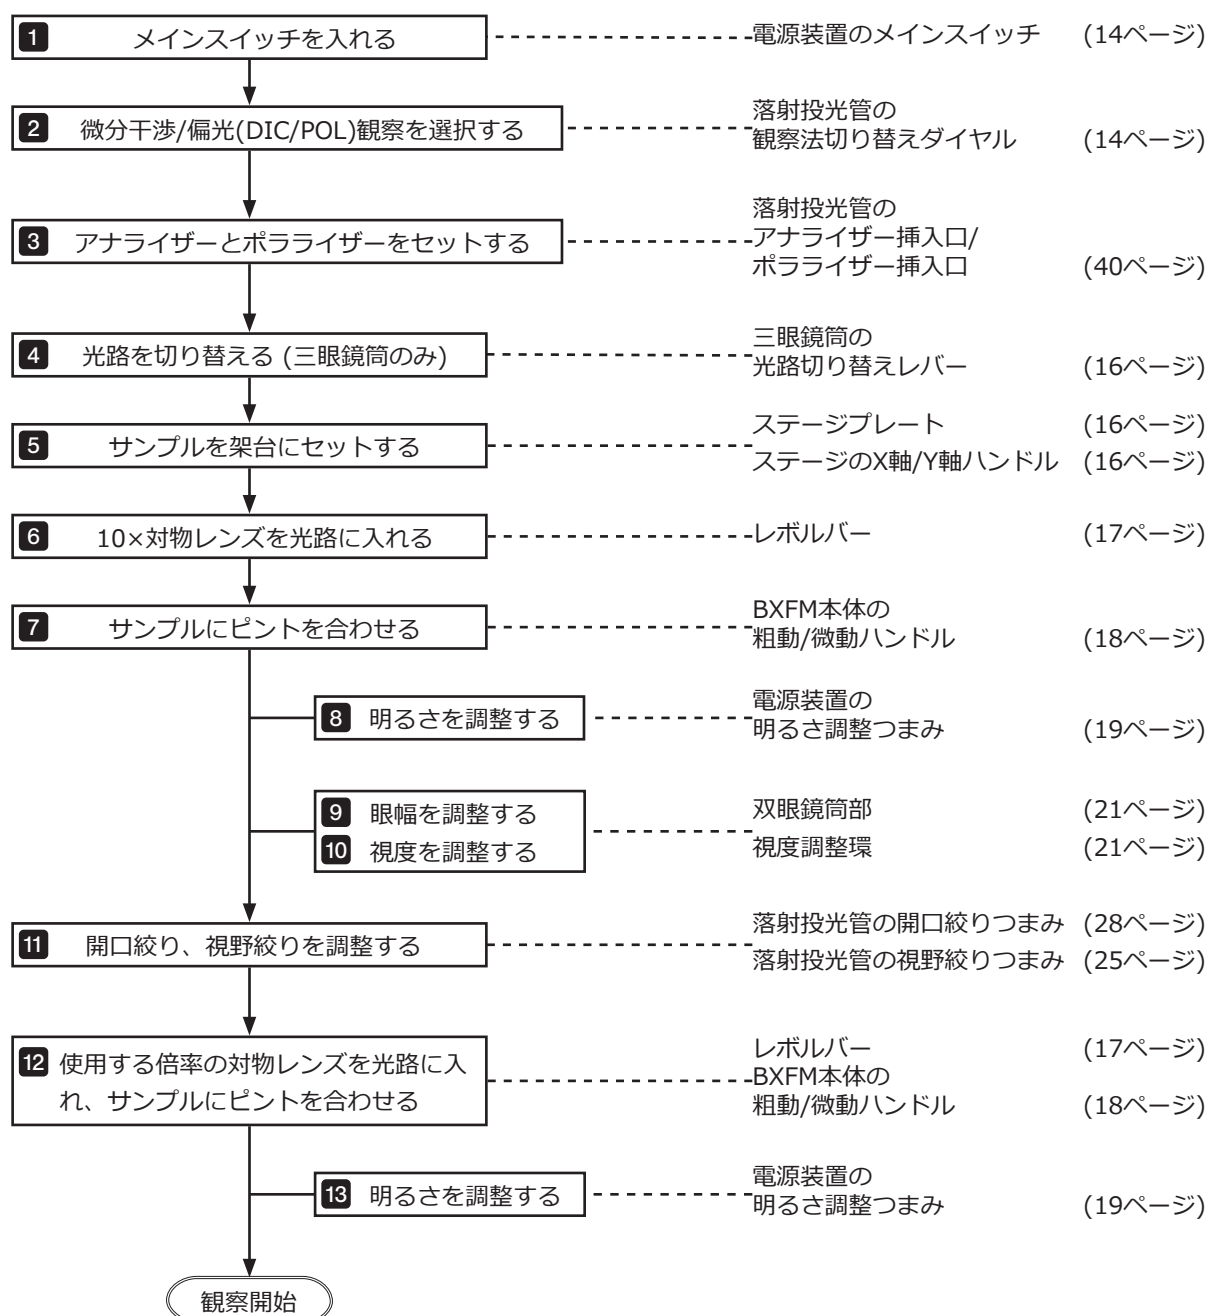 1 メインスイッチを入れる 電源装置のメインスイッチ (14ページ)
2 微分干渉/偏光(DIC/POL)観察を選択する 落射投光管の
観察法切り替えダイヤル (14ページ)
3 アナライザーとポラライザーをセットする 落射投光管の
アナライザー挿入口/
ポラライザー挿入口 (40ページ)
4 光路を切り替える (三眼鏡筒のみ) 三眼鏡筒の
光路切り替えレバー (16ページ)
5 サンプルを架台にセットする ステージプレート (16ページ)
ステージのX軸/Y軸ハンドル (16ページ)
6 10×対物レンズを光路に入れる レボルバー (17ページ)
7 サンプルにピントを合わせる BXFM本体の
粗動/微動ハンドル (18ページ)
8 明るさを調整する 電源装置の
明るさ調整つまみ (19ページ)
9 眼幅を調整する 双眼鏡筒部 (21ページ)
10 視度を調整する 視度調整環 (21ページ)
11 開口絞り、視野絞りを調整する 落射投光管の開口絞りつまみ (28ページ)
落射投光管の視野絞りつまみ (25ページ)
12 使用する倍率の対物レンズを光路に入
れ、サンプルにピントを合わせる レボルバー (17ページ)
BXFM本体の
粗動/微動ハンドル (18ページ)
13 明るさを調整する 電源装置の
明るさ調整つまみ (19ページ)
観察開始